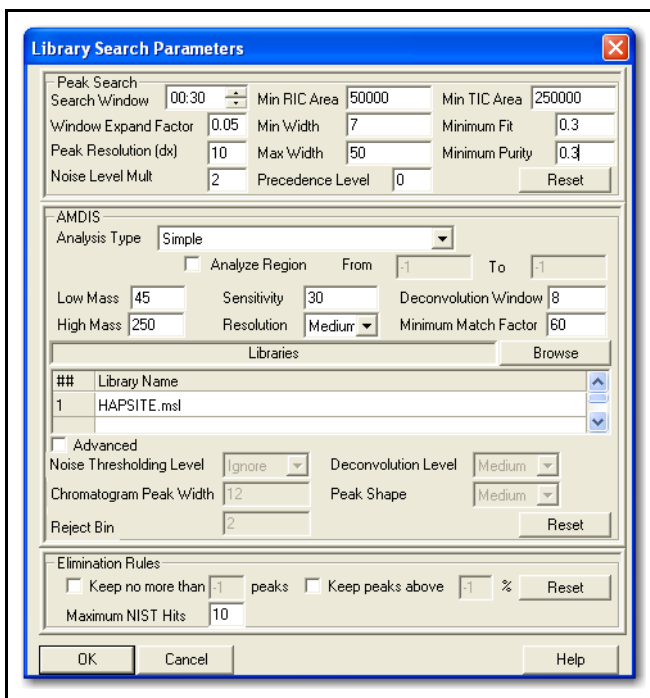 Library Search Parameters
Peak Search
Search Window 00:30 Min RIC Area 50000 Min TIC Area 250000
Window Expand Factor 0.05 Min Width 7 Minimum Fit 0.3
Peak Resolution (dx) 10 Max Width 50 Minimum Purity 0.3
Noise Level Mult 2 Precedence Level 0 Reset
AMDIS
Analysis Type Simple
Analyze Region From -1 To -1
Low Mass 45 Sensitivity 30 Deconvolution Window 8
High Mass 250 Resolution Medium Minimum Match Factor 60
Libraries Browse
## Library Name
1 HAPSITE.msl
Advanced
Noise Thresholding Level Ignore Deconvolution Level Medium
Chromatogram Peak Width 12 Peak Shape Medium
Reject Bin 2 Reset
Elimination Rules
Keep no more than -1 peaks Keep peaks above -1 % Reset
Maximum NIST Hits 10
OK Cancel Help